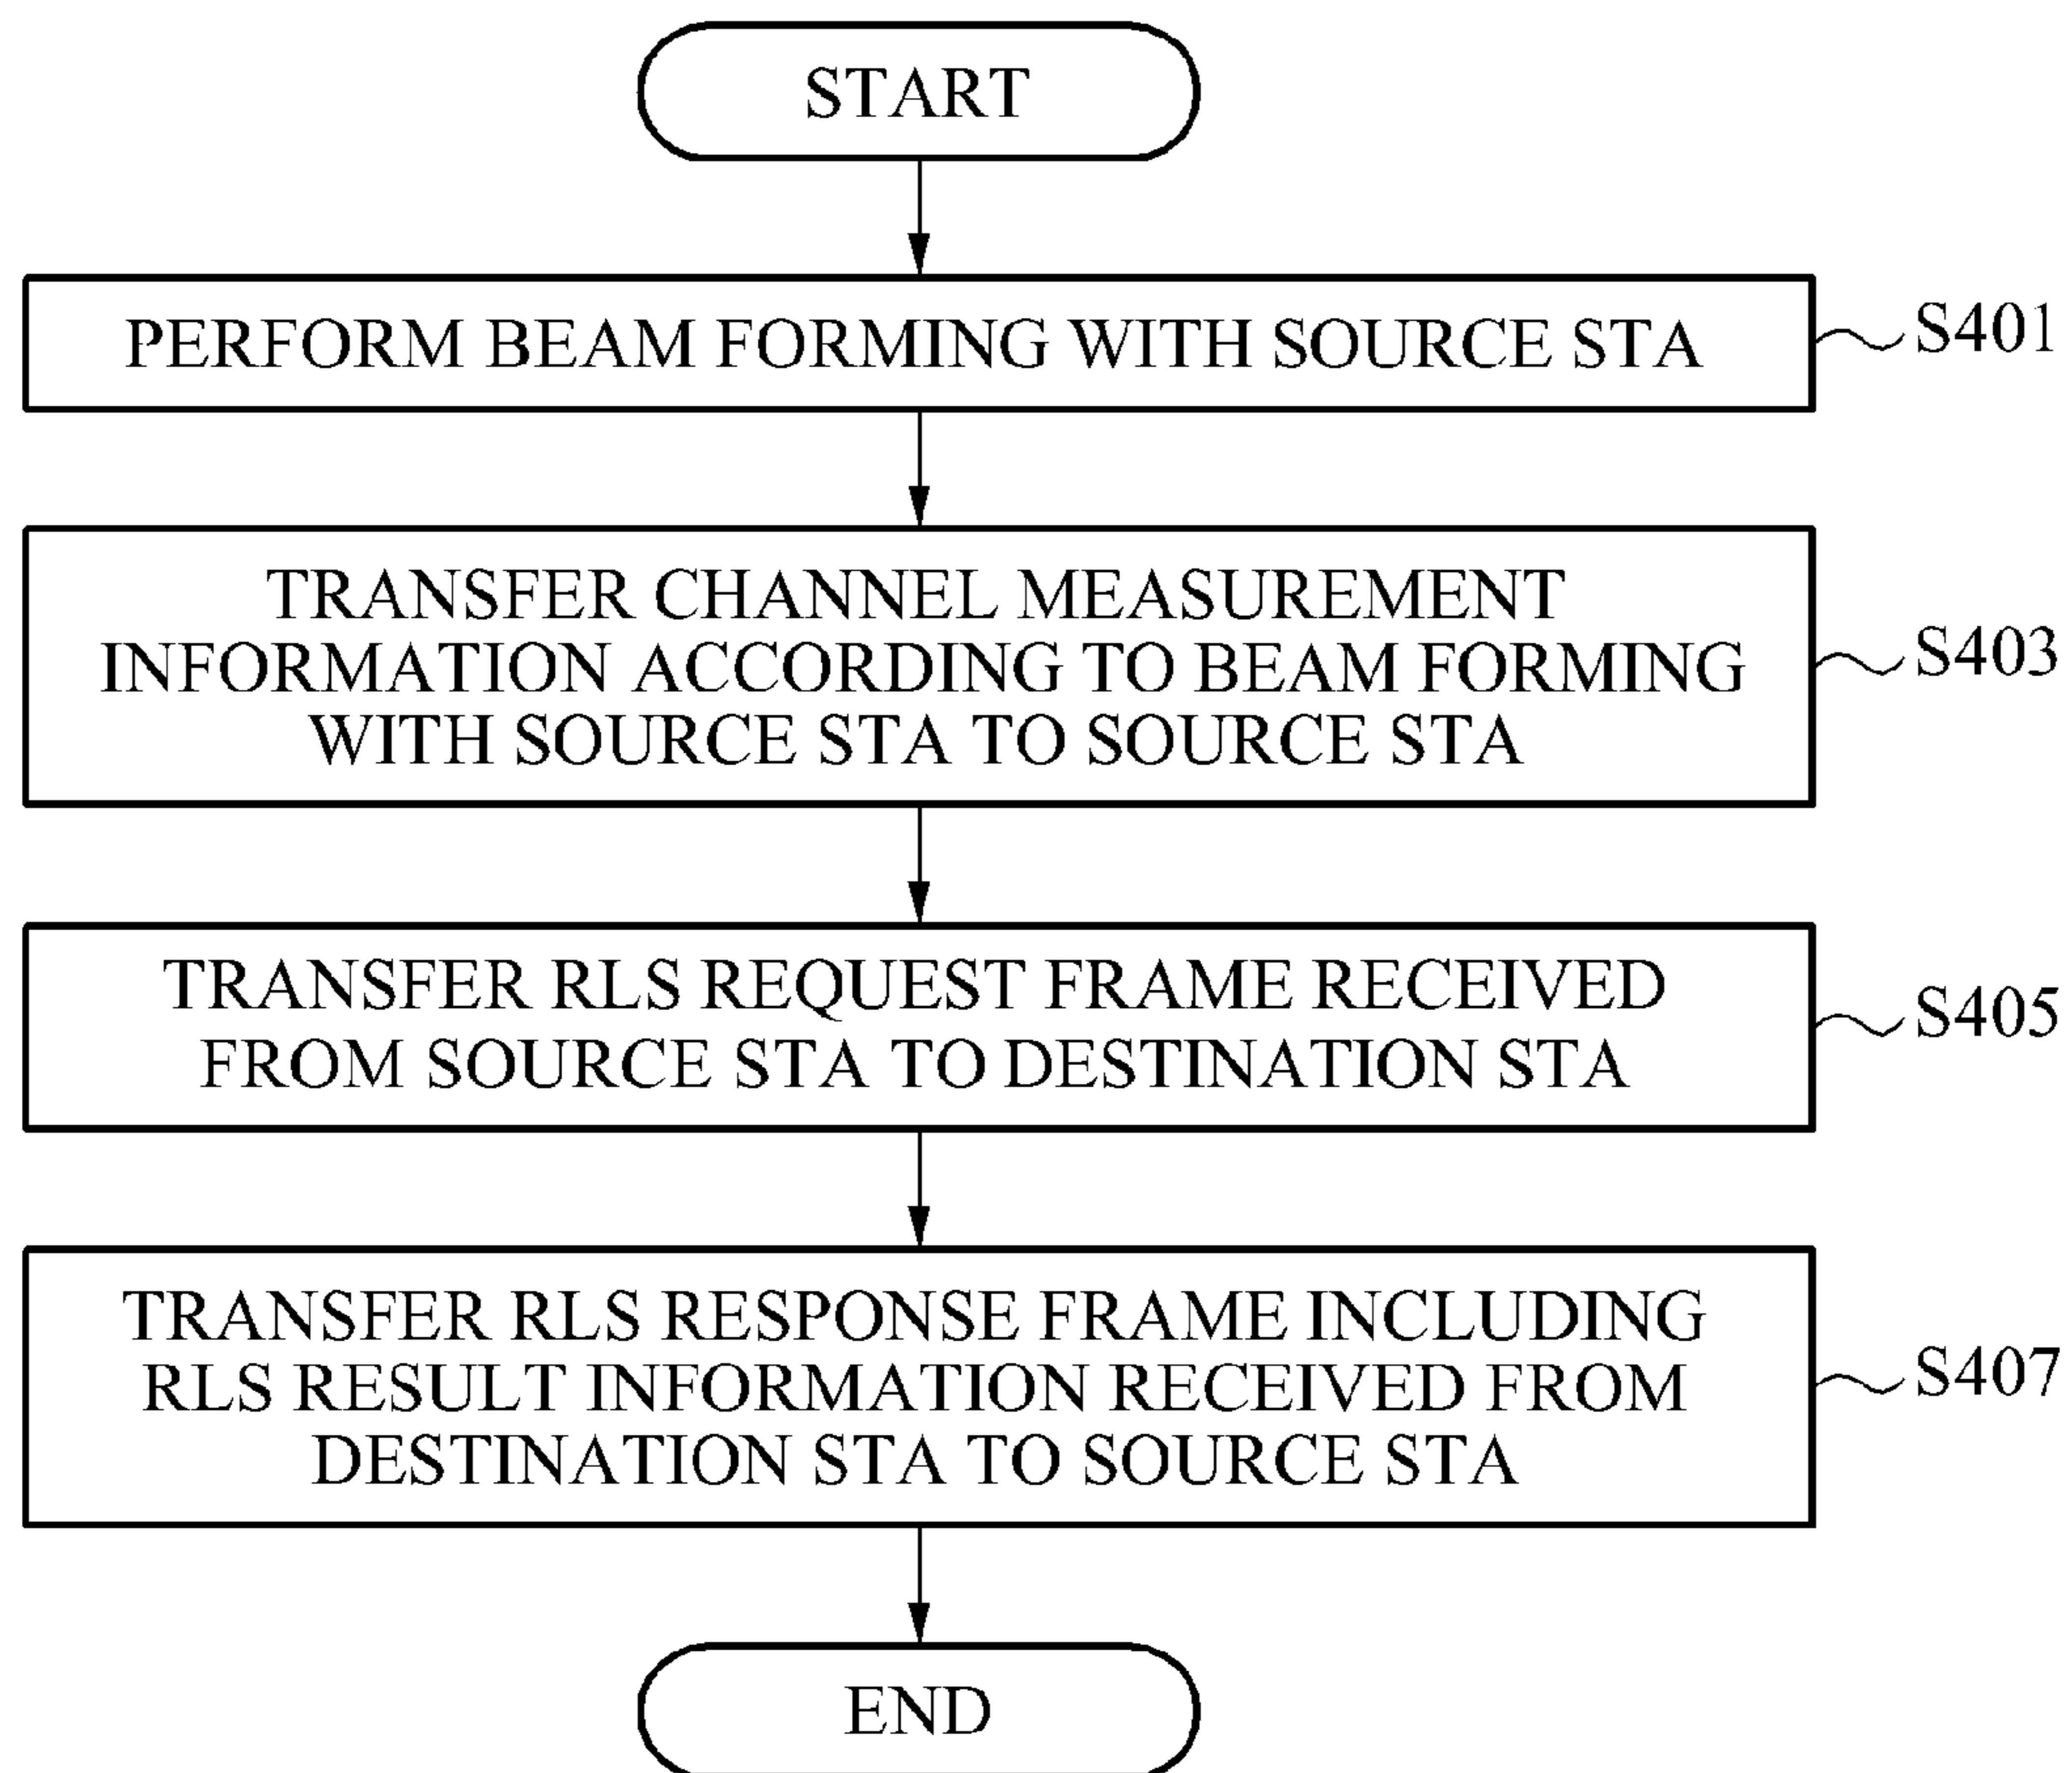 START
PERFORM BEAM FORMING WITH SOURCE STA
S401
TRANSFER CHANNEL MEASUREMENT
INFORMATION ACCORDING TO BEAM FORMING
WITH SOURCE STA TO SOURCE STA
S403
TRANSFER RLS REQUEST FRAME RECEIVED
FROM SOURCE STA TO DESTINATION STA
S405
TRANSFER RLS RESPONSE FRAME INCLUDING
RLS RESULT INFORMATION RECEIVED FROM
DESTINATION STA TO SOURCE STA
S407
END